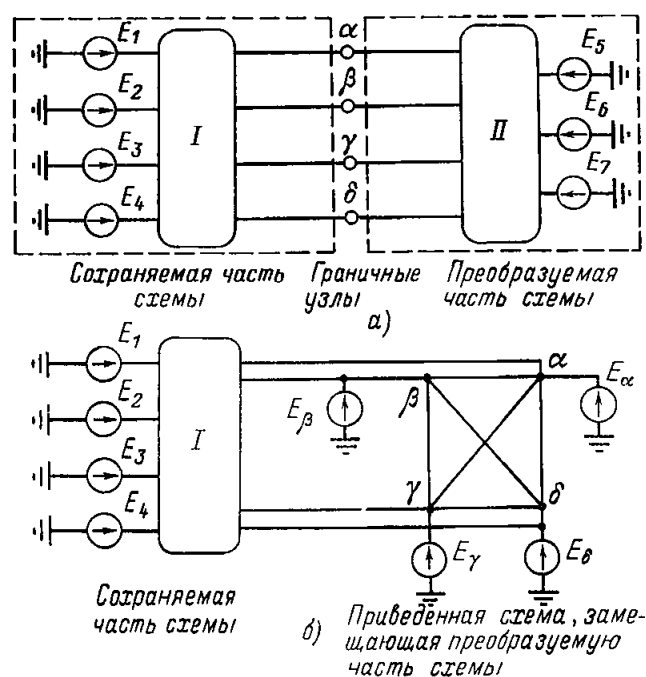 E1
E2
E3
E4
I
α
β
γ
δ
II
E5
E6
E7
Сохраняемая часть схемы
Граничные узлы
Преобразуемая часть схемы
а)
E1
E2
E3
E4
I
Eβ
β
α
Eα
γ
δ
Eγ
Eв
Сохраняемая
часть схемы
б) Приведённая схема, заме-
щающая преобразуемую
часть схемы